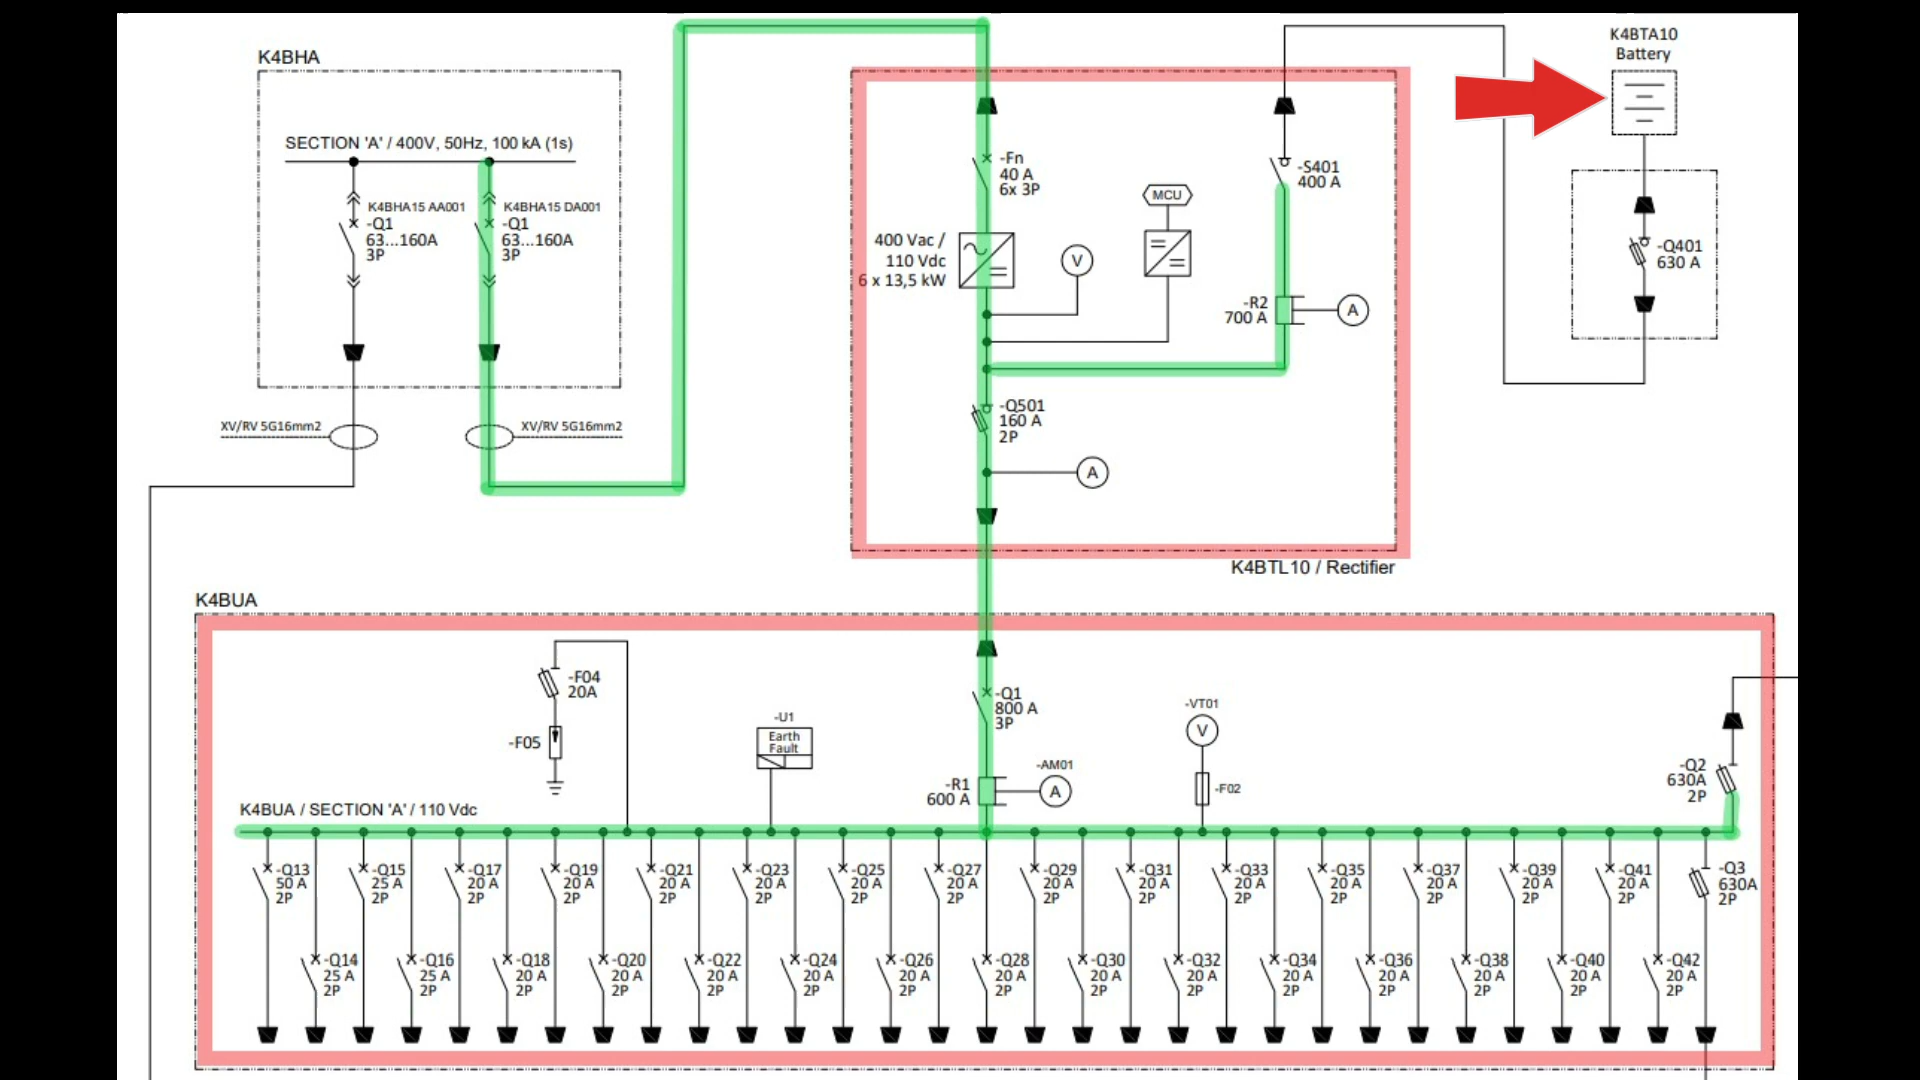 K4BHA
SECTION 'A' / 400V, 50Hz, 100 kA (1s)
K4BHA15 AA001
-Q1
63...160A
3P
K4BHA15 DA001
-Q1
63...160A
3P
XV/RV 5G16mm2
XV/RV 5G16mm2
-Fn
40 A
6x 3P
400 Vac /
110 Vdc
6 x 13,5 kW
V
MCU
-S401
400 A
-R2
700 A
A
-Q501
160 A
2P
A
K4BTL10 / Rectifier
K4BTA10
Battery
-Q401
630 A
K4BUA
-F04
20A
-F05
-U1
Earth
Fault
-Q1
800 A
3P
-R1
600 A
-AM01
A
-VT01
V
-F02
-Q2
630A
2P
K4BUA / SECTION 'A' / 110 Vdc
-Q13
50 A
2P
-Q15
25 A
2P
-Q17
20 A
2P
-Q19
20 A
2P
-Q21
20 A
2P
-Q23
20 A
2P
-Q25
20 A
2P
-Q27
20 A
2P
-Q29
20 A
2P
-Q31
20 A
2P
-Q33
20 A
2P
-Q35
20 A
2P
-Q37
20 A
2P
-Q39
20 A
2P
-Q41
20 A
2P
-Q3
630A
2P
-Q14
25 A
2P
-Q16
25 A
2P
-Q18
20 A
2P
-Q20
20 A
2P
-Q22
20 A
2P
-Q24
20 A
2P
-Q26
20 A
2P
-Q28
20 A
2P
-Q30
20 A
2P
-Q32
20 A
2P
-Q34
20 A
2P
-Q36
20 A
2P
-Q38
20 A
2P
-Q40
20 A
2P
-Q42
20 A
2P